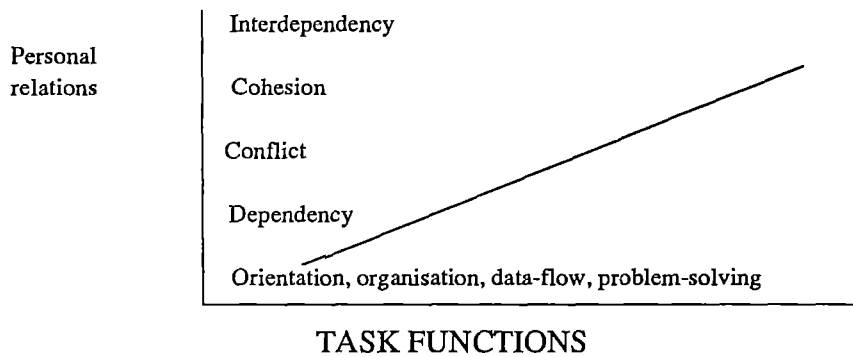 Personal
relations
Interdependency
Cohesion
Conflict
Dependency
Orientation, organisation, data-flow, problem-solving
TASK FUNCTIONS